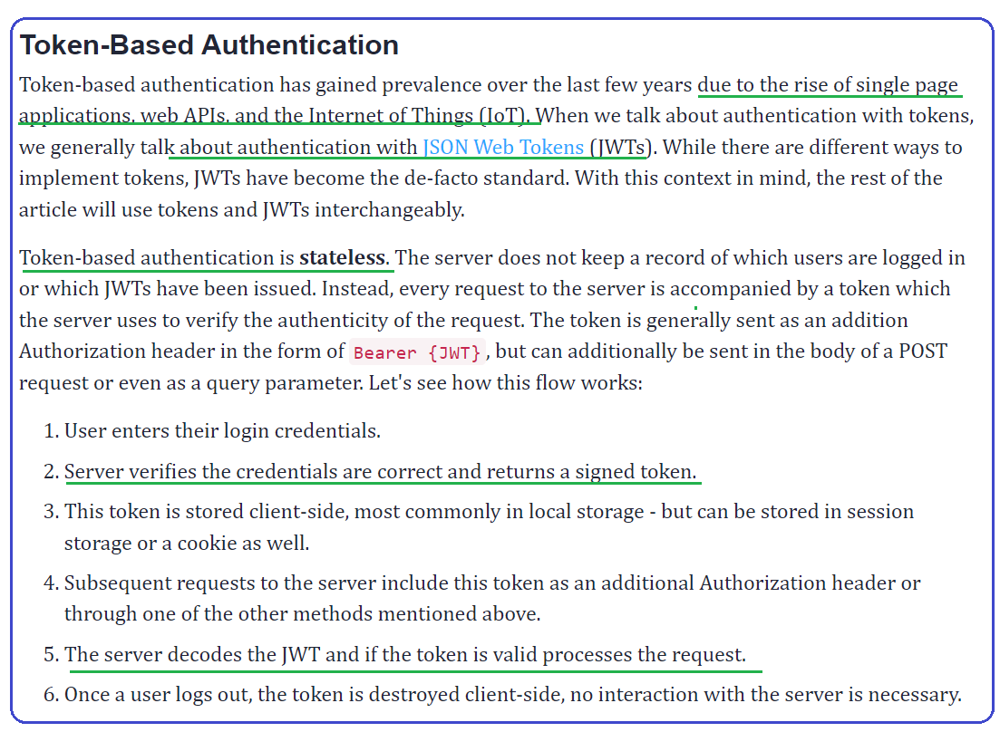 Token-Based Authentication
Token-based authentication has gained prevalence over the last few years due to the rise of single page
applications, web APIs, and the Internet of Things (IoT). When we talk about authentication with tokens,
we generally talk about authentication with JSON Web Tokens (JWTs). While there are different ways to
implement tokens, JWTs have become the de-facto standard. With this context in mind, the rest of the
article will use tokens and JWTs interchangeably.
Token-based authentication is stateless. The server does not keep a record of which users are logged in
or which JWTs have been issued. Instead, every request to the server is accompanied by a token which
the server uses to verify the authenticity of the request. The token is generally sent as an addition
Authorization header in the form of Bearer {JWT}, but can additionally be sent in the body of a POST
request or even as a query parameter. Let's see how this flow works:
1. User enters their login credentials.
2. Server verifies the credentials are correct and returns a signed token.
3. This token is stored client-side, most commonly in local storage - but can be stored in session
storage or a cookie as well.
4. Subsequent requests to the server include this token as an additional Authorization header or
through one of the other methods mentioned above.
5. The server decodes the JWT and if the token is valid processes the request.
6. Once a user logs out, the token is destroyed client-side, no interaction with the server is necessary.